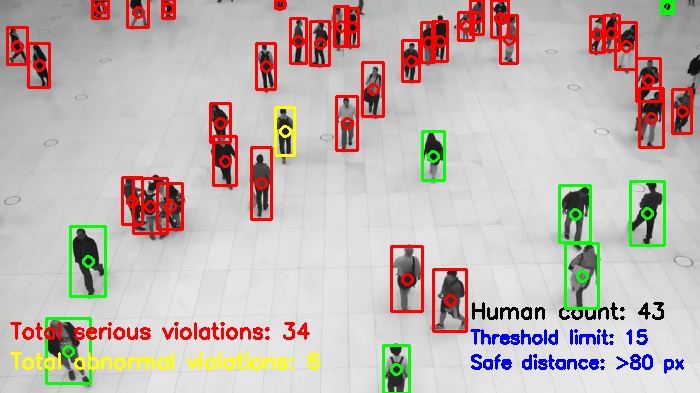 Total serious violations: 34
Total abnormal violations: 6
Human count: 43
Threshold limit: 15
Safe distance: >80 px